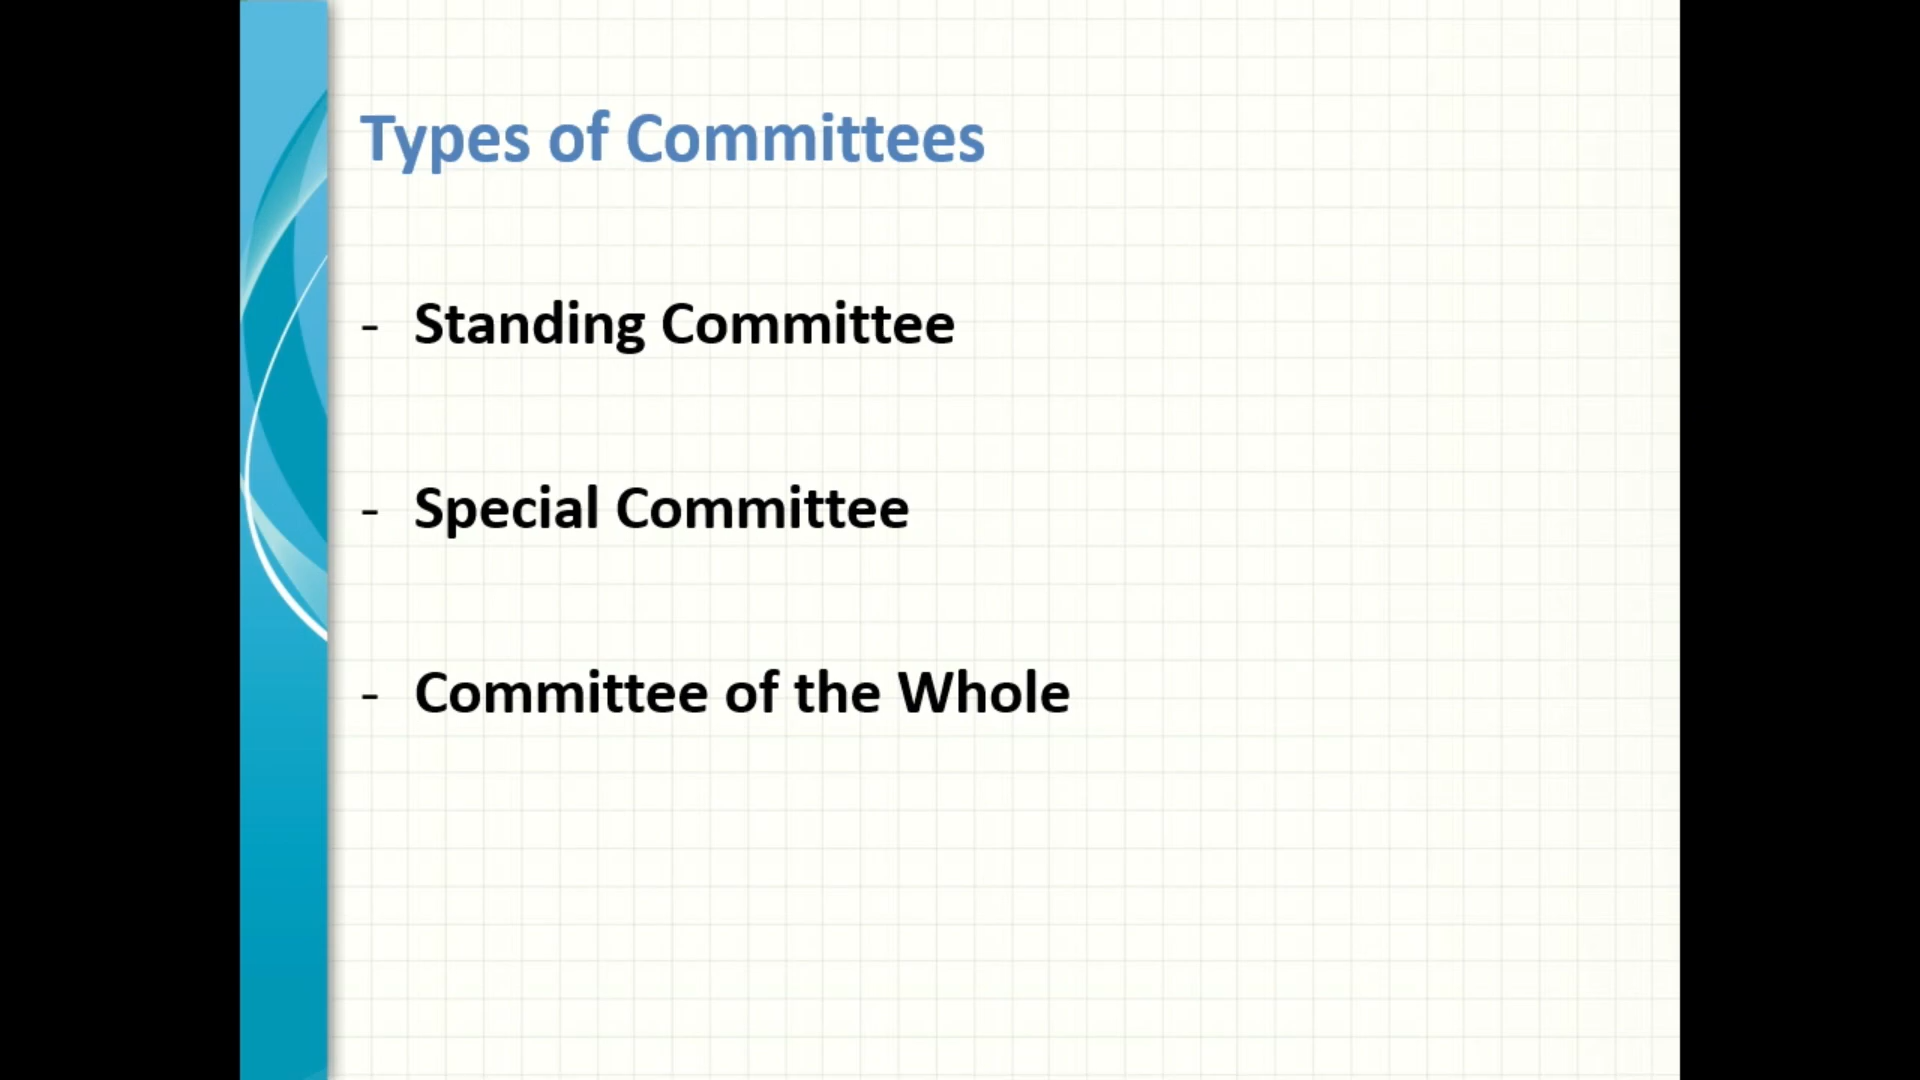 Types of Committees
- Standing Committee
- Special Committee
- Committee of the Whole